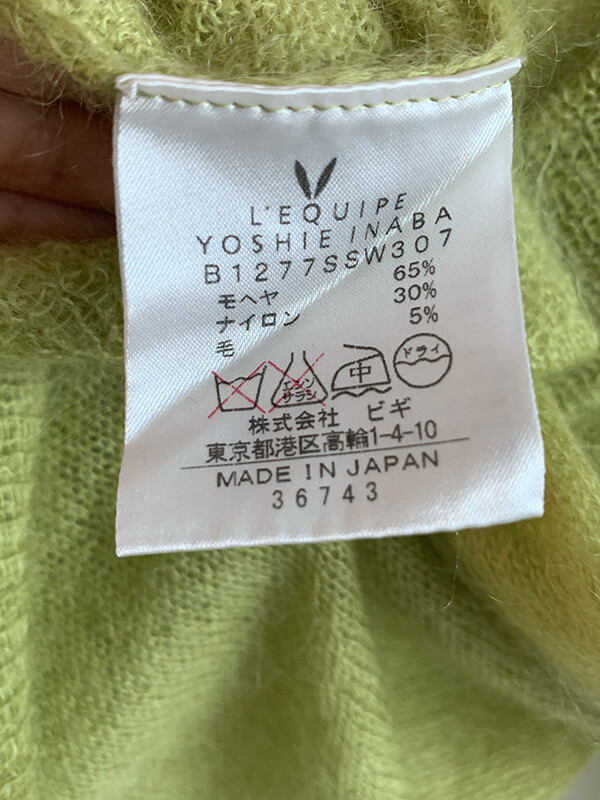 L'EQUIPE
YOSHIE INABA
B1277SSW307
モヘヤ 65%
ナイロン 30%
毛 5%
エンソ サラシ 中 ドライ
株式会社 ビギ
東京都港区高輪1-4-10
MADE IN JAPAN
36743